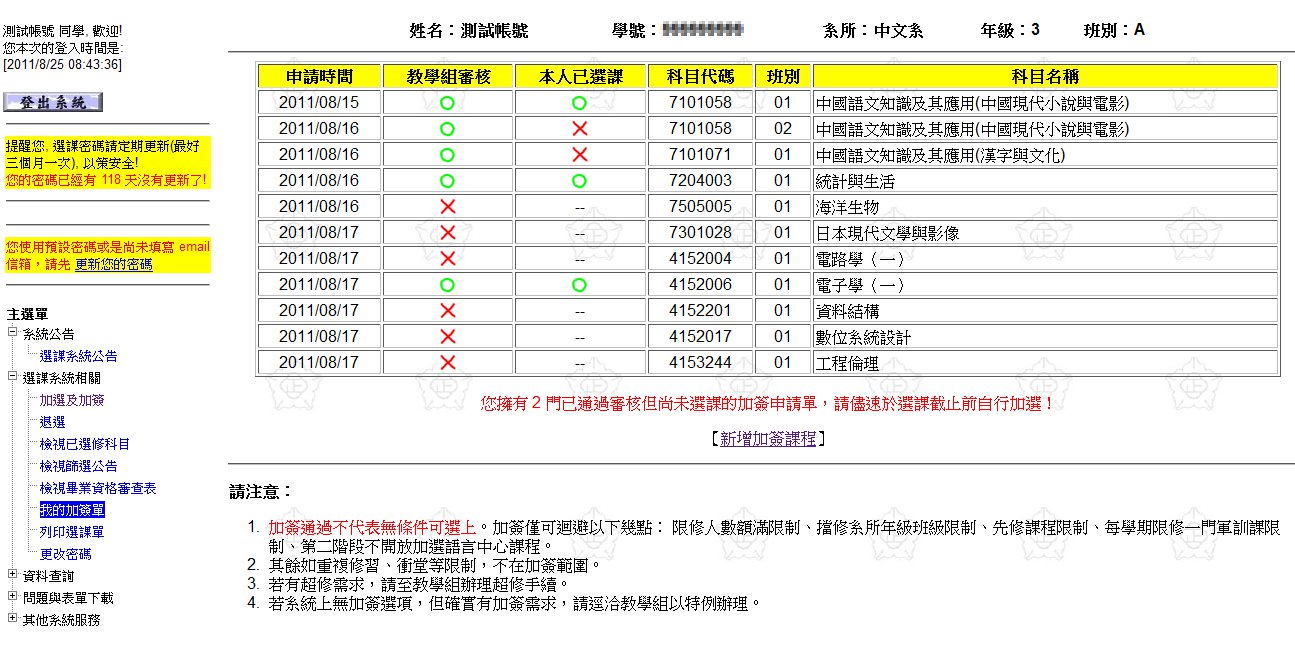 測試帳號 同學, 歡迎!
您本次的登入時間是:
[2011/8/25 08:43:36]
登出系統
提醒您, 選課密碼請定期更新(最好
三個月一次), 以策安全!
您的密碼已經有 118 天沒有更新了!
您使用預設密碼或是尚未填寫 email
信箱，請先 更新您的密碼
主選單
系統公告
選課系統公告
選課系統相關
加選及加簽
退選
檢視已選修科目
檢視篩選公告
檢視畢業資格審查表
我的加簽單
列印選課單
更改密碼
資料查詢
問題與表單下載
其他系統服務
姓名：測試帳號 學號： 系所：中文系 年級：3 班別：A
申請時間 教學組審核 本人已選課 科目代碼 班別 科目名稱
2011/08/15 ○ ○ 7101058 01 中國語文知識及其應用(中國現代小說與電影)
2011/08/16 ○ ✕ 7101058 02 中國語文知識及其應用(中國現代小說與電影)
2011/08/16 ○ ✕ 7101071 01 中國語文知識及其應用(漢字與文化)
2011/08/16 ○ ○ 7204003 01 統計與生活
2011/08/16 ✕ -- 7505005 01 海洋生物
2011/08/16 ✕ -- 7301028 01 日本現代文學與影像
2011/08/17 ✕ -- 4152004 01 電路學（一）
2011/08/17 ○ ○ 4152006 01 電子學（一）
2011/08/17 ✕ -- 4152201 01 資料結構
2011/08/17 ✕ -- 4152017 01 數位系統設計
2011/08/17 ✕ -- 4153244 01 工程倫理
您擁有 2 門已通過審核但尚未選課的加簽申請單，請儘速於選課截止前自行加選！
【新增加簽課程】
請注意：
1. 加簽通過不代表無條件可選上。加簽僅可迴避以下幾點： 限修人數額滿限制、擋修系所年級班級限制、先修課程限制、每學期限修一門軍訓課限
制、第二階段不開放加選語言中心課程。
2. 其餘如重複修習、衝堂等限制，不在加簽範圍。
3. 若有超修需求，請至教學組辦理超修手續。
4. 若系統上無加簽選項，但確實有加簽需求，請逕洽教學組以特例辦理。